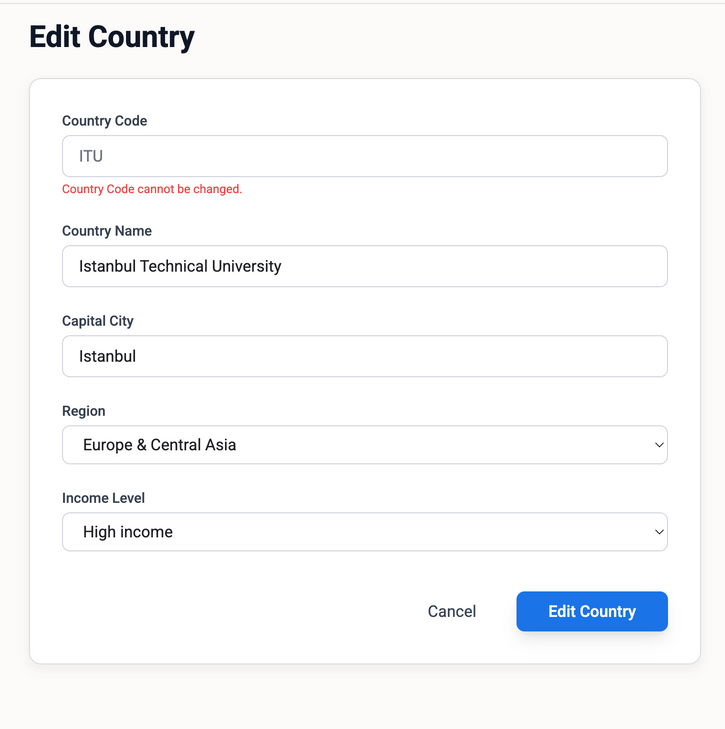 Edit Country
Country Code
ITU
Country Code cannot be changed.
Country Name
Istanbul Technical University
Capital City
Istanbul
Region
Europe & Central Asia
Income Level
High income
Cancel
Edit Country